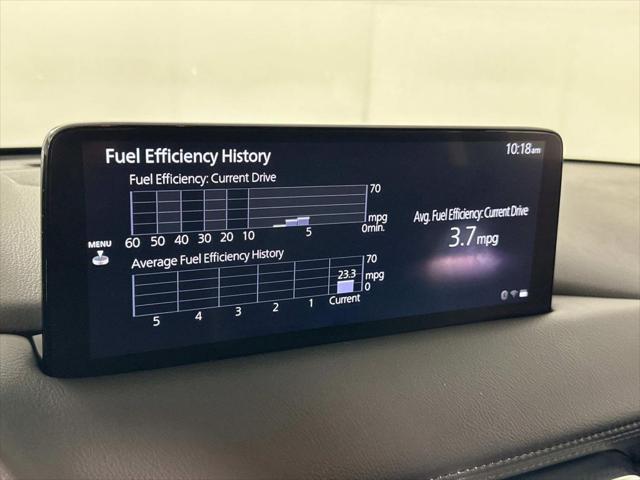 Fuel Efficiency History
10:18am
Fuel Efficiency: Current Drive
70
mpg
0min.
60 50 40 30 20 10 5
MENU
Average Fuel Efficiency History
70
23.3
mpg
0
5 4 3 2 1 Current
Avg. Fuel Efficiency: Current Drive
3.7 mpg